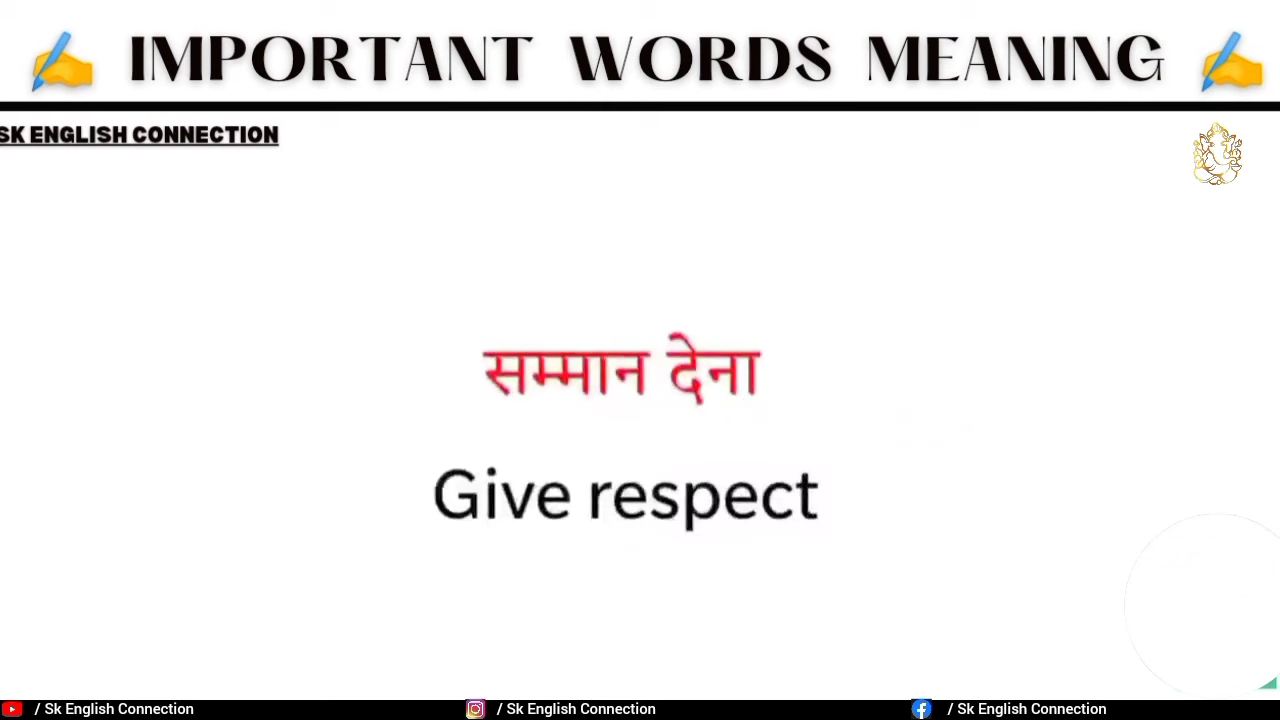 IMPORTANT WORDS MEANING
SK ENGLISH CONNECTION
सम्मान देना
Give respect
/ Sk English Connection
/ Sk English Connection
/ Sk English Connection